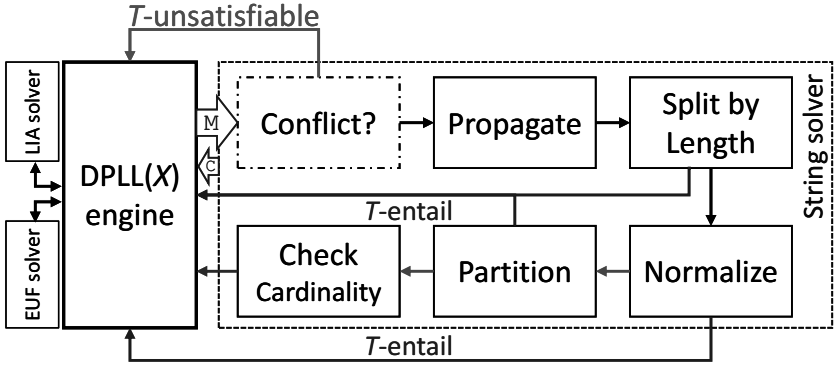 T-unsatisfiable
LIA solver
EUF solver
DPLL(X)
engine
M
C
Conflict?
Propagate
Split by
Length
String solver
T-entail
Check
Cardinality
Partition
Normalize
T-entail